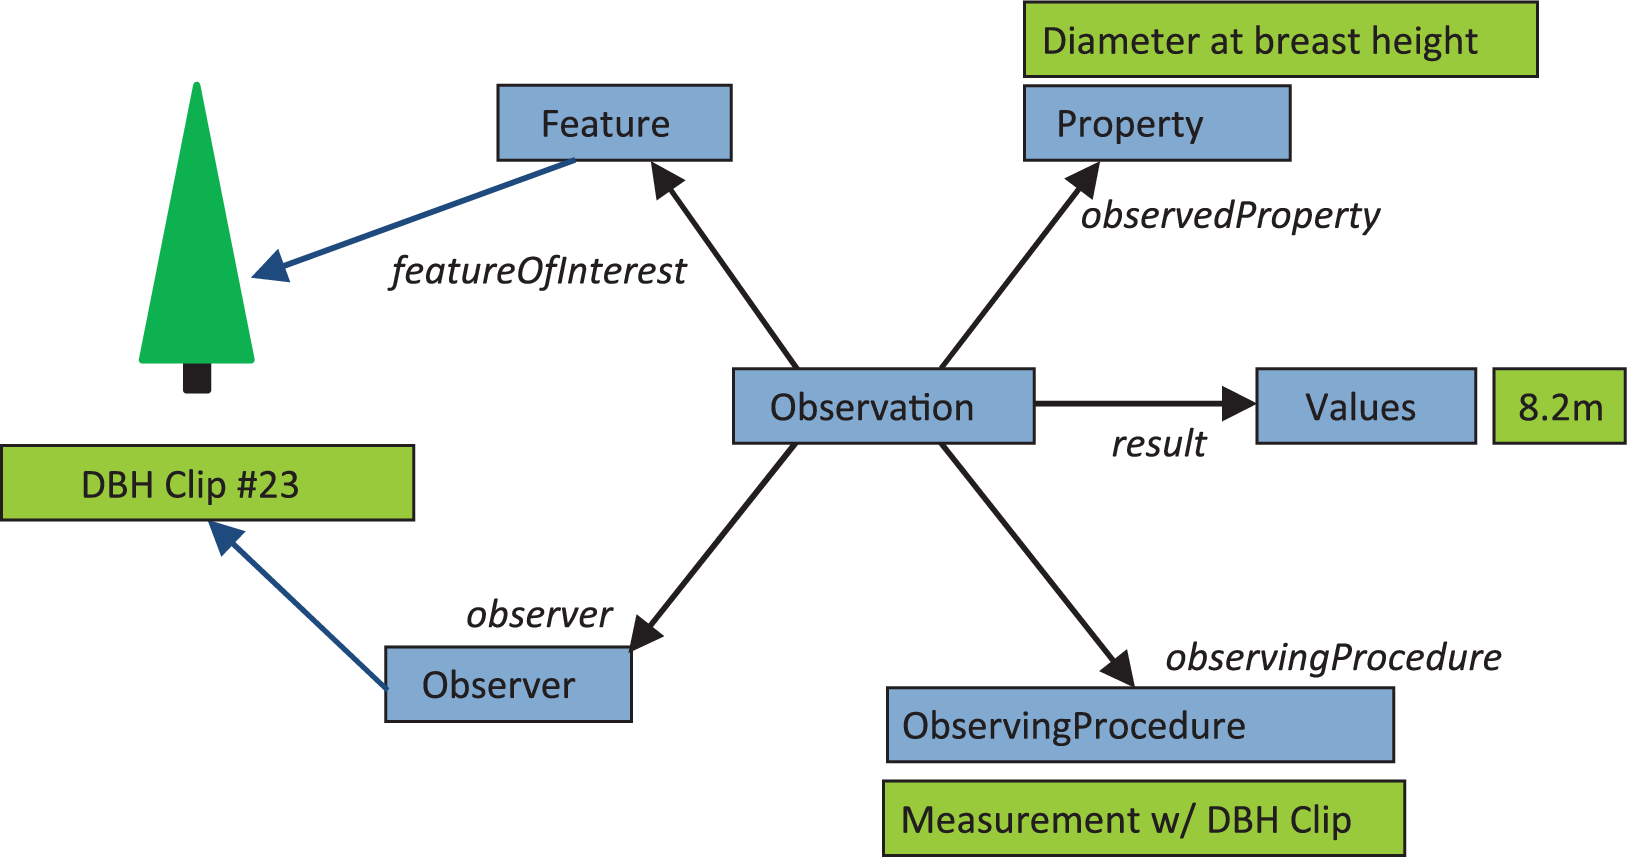 Diameter at breast height
Feature
Property
observedProperty
featureOfInterest
Observation
Values
8.2m
result
DBH Clip #23
observer
observingProcedure
Observer
ObservingProcedure
Measurement w/ DBH Clip